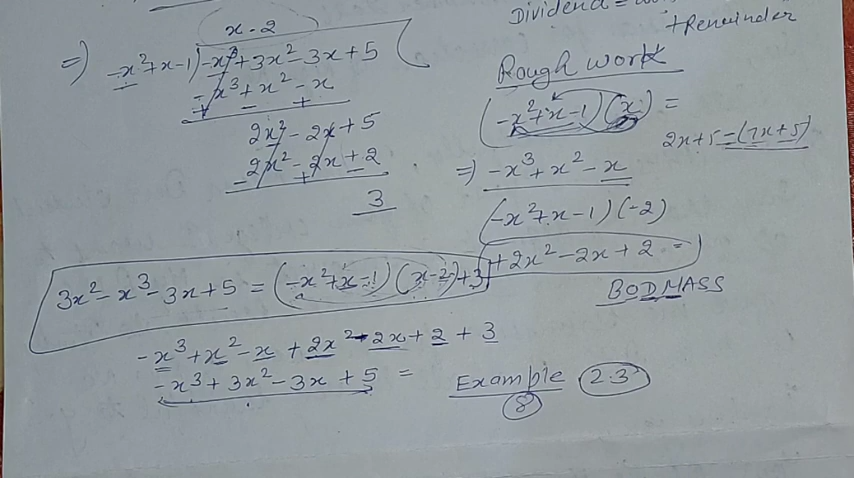 Dividend =
+ Remainder
x - 2
=) -x²+x-1) -x³+3x²-3x+5
-x³+x²-x
2x²-2x+5
2x²-2x+2
3
Rough work
(-x²+x-1)(x) =
2x+5=(7x+5)
=) -x³+x²-x
(-x²+x-1)(-2)
+2x²-2x+2 =
3x²-x³-3x+5 = (-x²+x-1)(x-2)+3
BODMASS
-x³+x²-x+2x²-2x+2+3
-x³+3x²-3x+5 =
Example 2.3
8